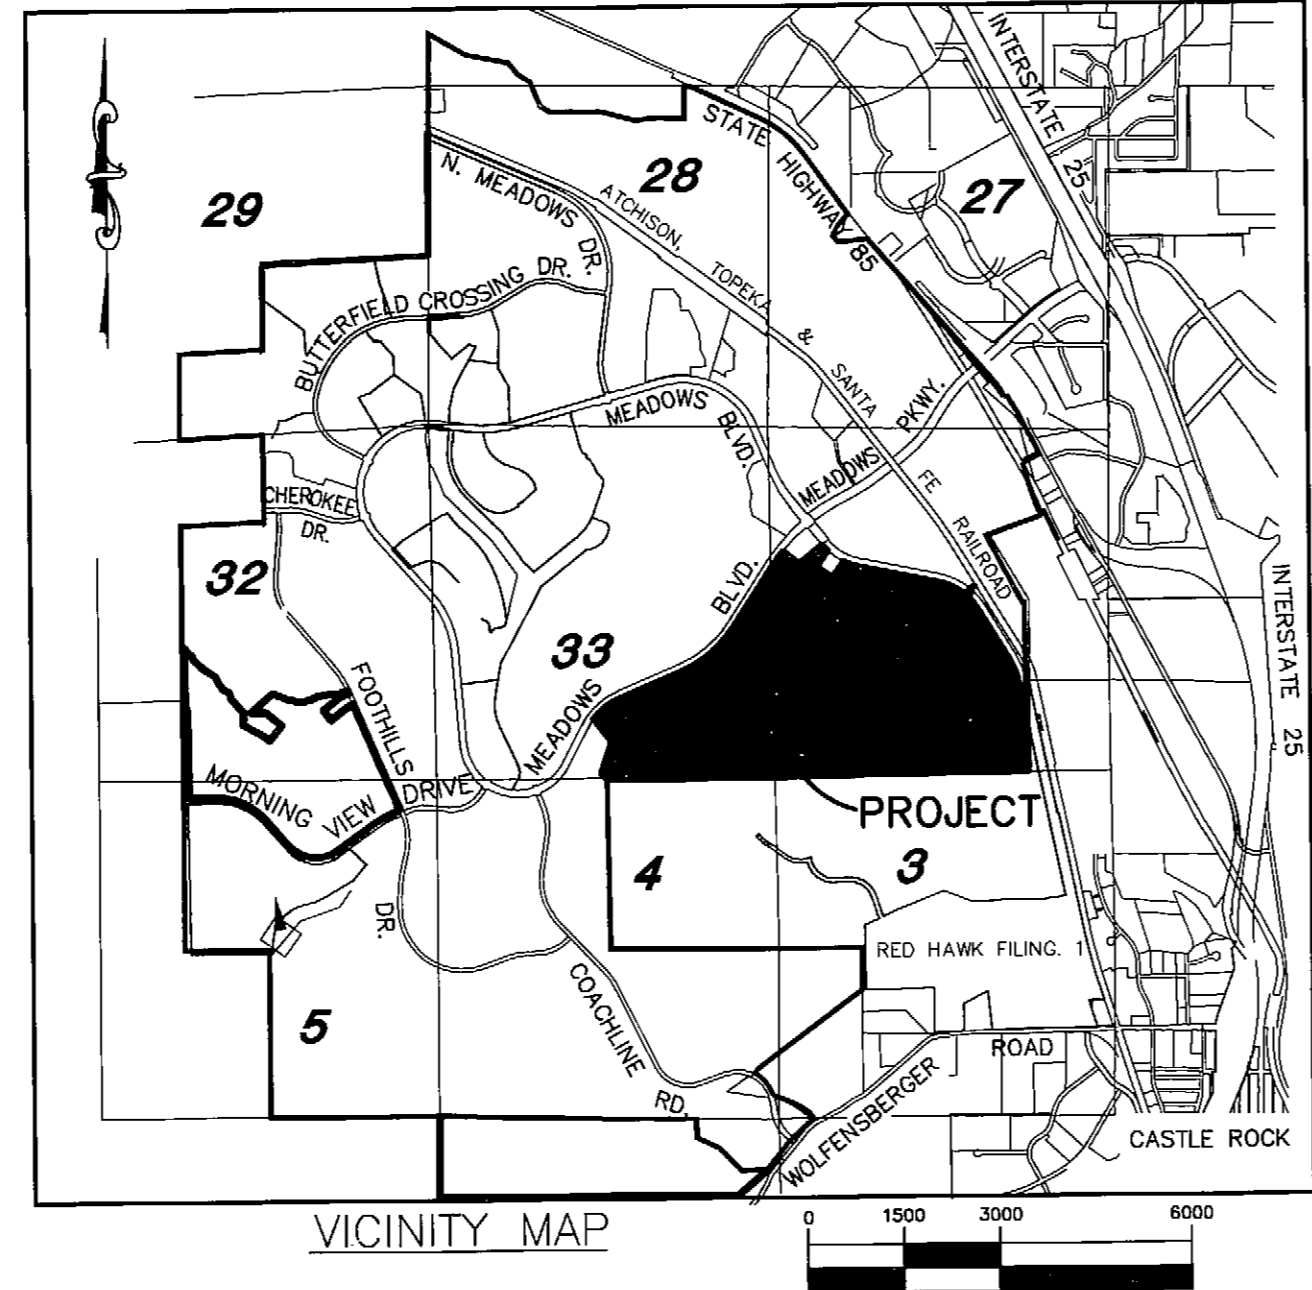 INTERSTATE 25
STATE HIGHWAY 85
28
27
29
N. MEADOWS DR.
ATCHISON, TOPEKA & SANTA FE RAILROAD
BUTTERFIELD CROSSING DR.
MEADOWS BLVD.
MEADOWS PKWY.
CHEROKEE DR.
32
33
MEADOWS BLVD.
INTERSTATE 25
FOOTHILLS DR.
MORNING VIEW DRIVE
PROJECT
4
3
RED HAWK FILING. 1
5
COACHLINE RD.
WOLFENSBERGER ROAD
CASTLE ROCK
VICINITY MAP
0 1500 3000 6000